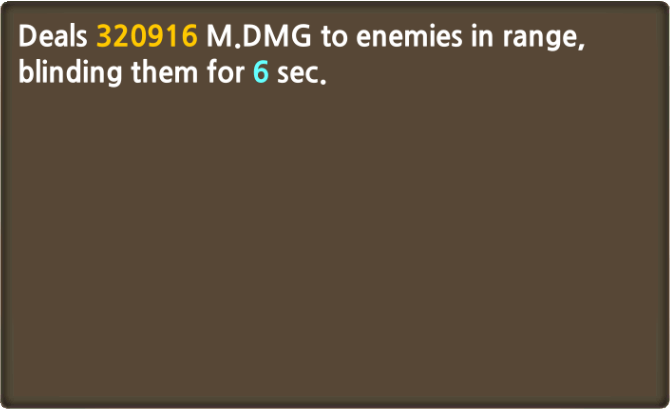 Deals 320916 M.DMG to enemies in range,
blinding them for 6 sec.